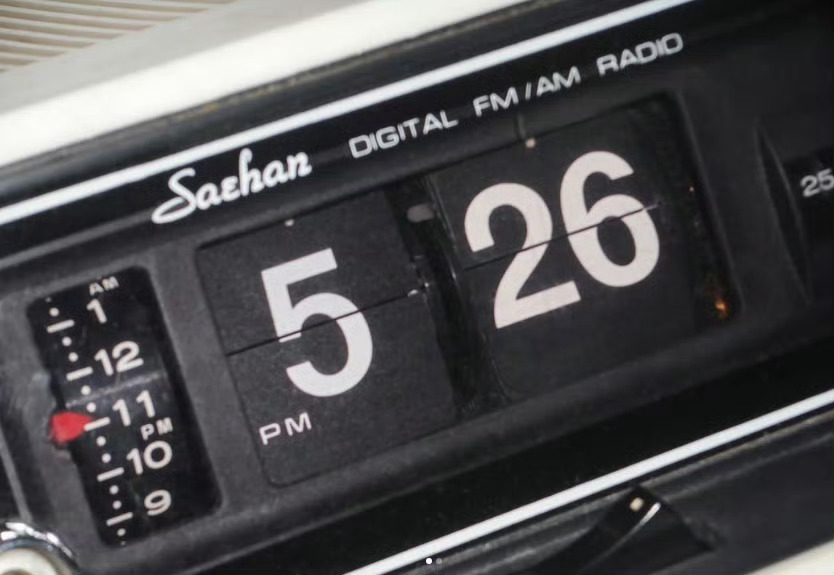 Saehan DIGITAL FM/AM RADIO
5 26
PM
AM
1
12
11
PM
10
9
25